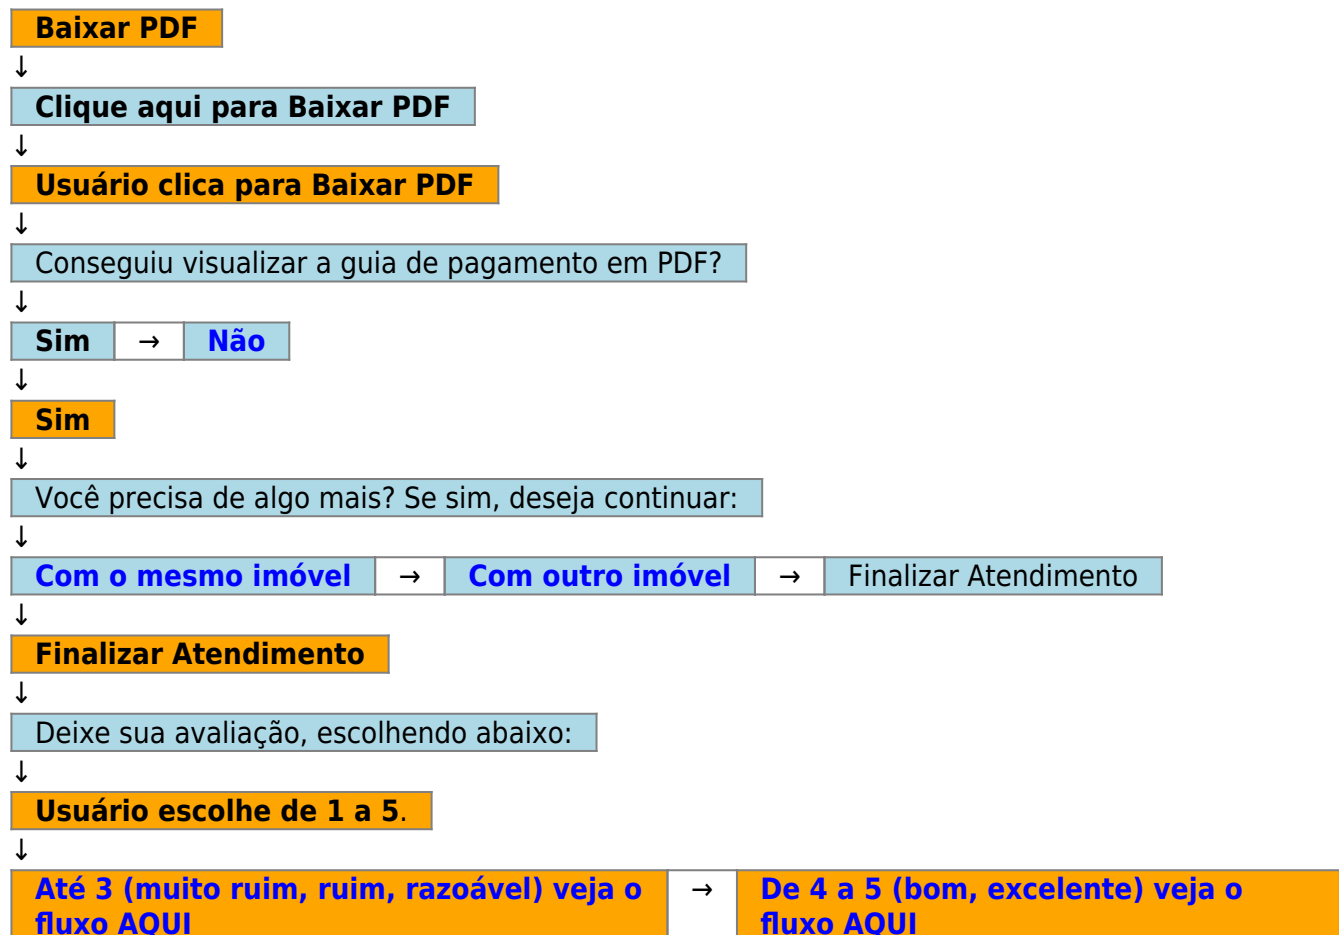 Baixar PDF
↓
Clique aqui para Baixar PDF
↓
Usuário clica para Baixar PDF
↓
Conseguiu visualizar a guia de pagamento em PDF?
↓
Sim → Não
↓
Sim
↓
Você precisa de algo mais? Se sim, deseja continuar:
↓
Com o mesmo imóvel → Com outro imóvel → Finalizar Atendimento
↓
Finalizar Atendimento
↓
Deixe sua avaliação, escolhendo abaixo:
↓
Usuário escolhe de 1 a 5.
↓
Até 3 (muito ruim, ruim, razoável) veja o → De 4 a 5 (bom, excelente) veja o
fluxo AQUI fluxo AQUI